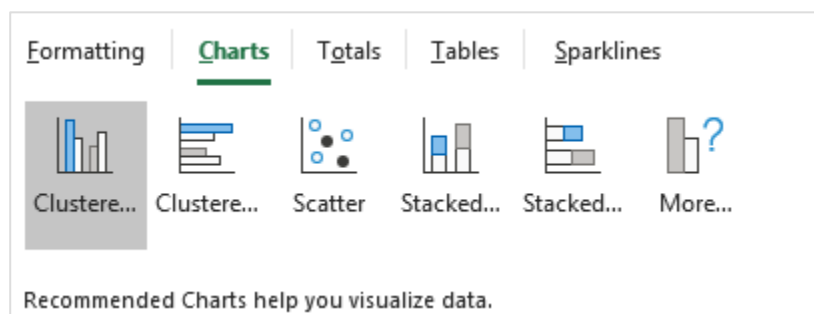 Formatting Charts Totals Tables Sparklines
Clustere... Clustere... Scatter Stacked... Stacked... More...
Recommended Charts help you visualize data.